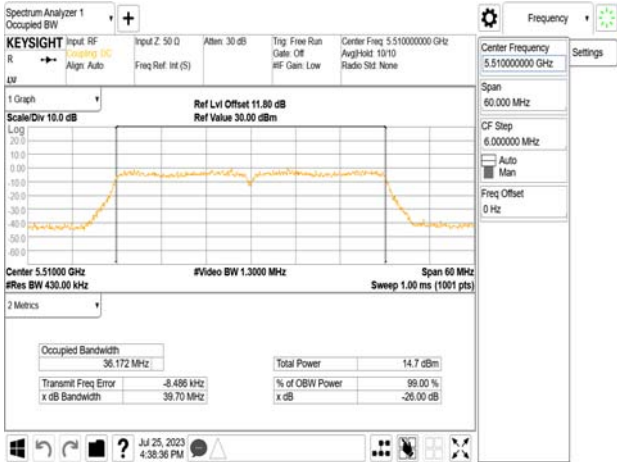 Spectrum Analyzer 1
Occupied BW
+
Frequency
KEYSIGHT Input: RF Input Z: 50 Ω Atten: 30 dB Trig: Free Run Center Freq: 5.510000000 GHz
R Coupling: DC Gate: Off Avg|Hold: 10/10
Align: Auto Freq Ref: Int (S) #IF Gain: Low Radio Std: None
LW
Center Frequency
5.510000000 GHz
Settings
Span
60.000 MHz
CF Step
6.000000 MHz
Auto
Man
Freq Offset
0 Hz
1 Graph
Ref Lvl Offset 11.80 dB
Scale/Div 10.0 dB Ref Value 30.00 dBm
Log
20.0
10.0
0.00
-10.0
-20.0
-30.0
-40.0
-50.0
-60.0
Center 5.51000 GHz #Video BW 1.3000 MHz Span 60 MHz
#Res BW 430.00 kHz Sweep 1.00 ms (1001 pts)
2 Metrics
Occupied Bandwidth
36.172 MHz Total Power 14.7 dBm
Transmit Freq Error -8.486 kHz % of OBW Power 99.00 %
x dB Bandwidth 39.70 MHz x dB -26.00 dB
? Jul 25, 2023
4:38:36 PM